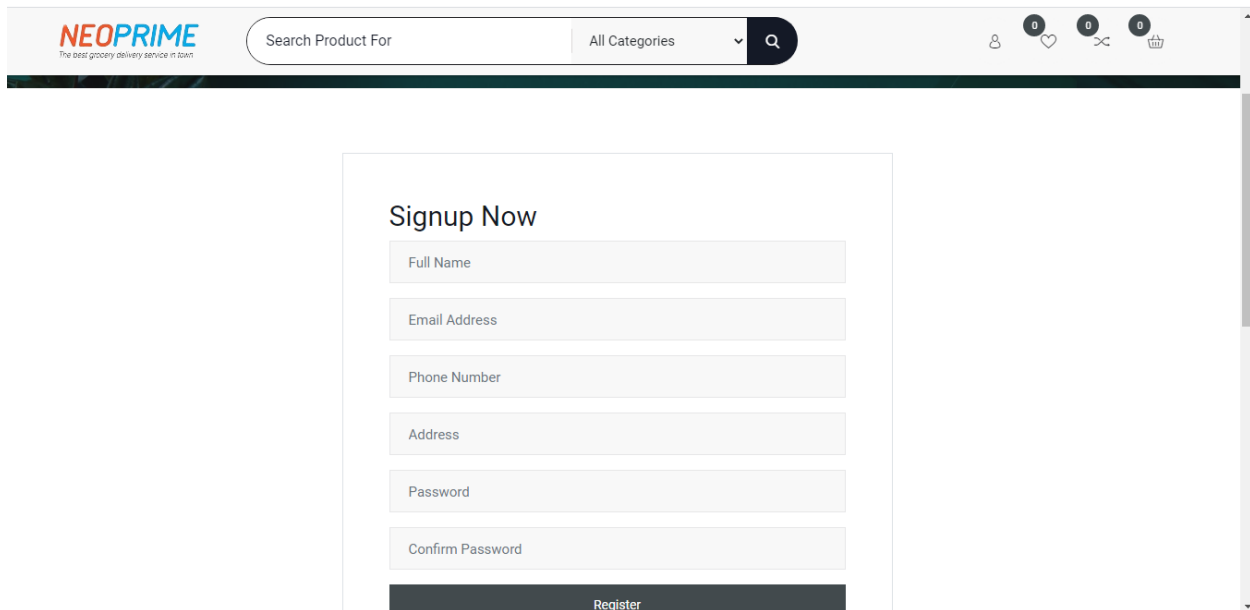 NEOPRIME
The best grocery delivery service in town
Search Product For
All Categories
0
0
0
Signup Now
Full Name
Email Address
Phone Number
Address
Password
Confirm Password
Register